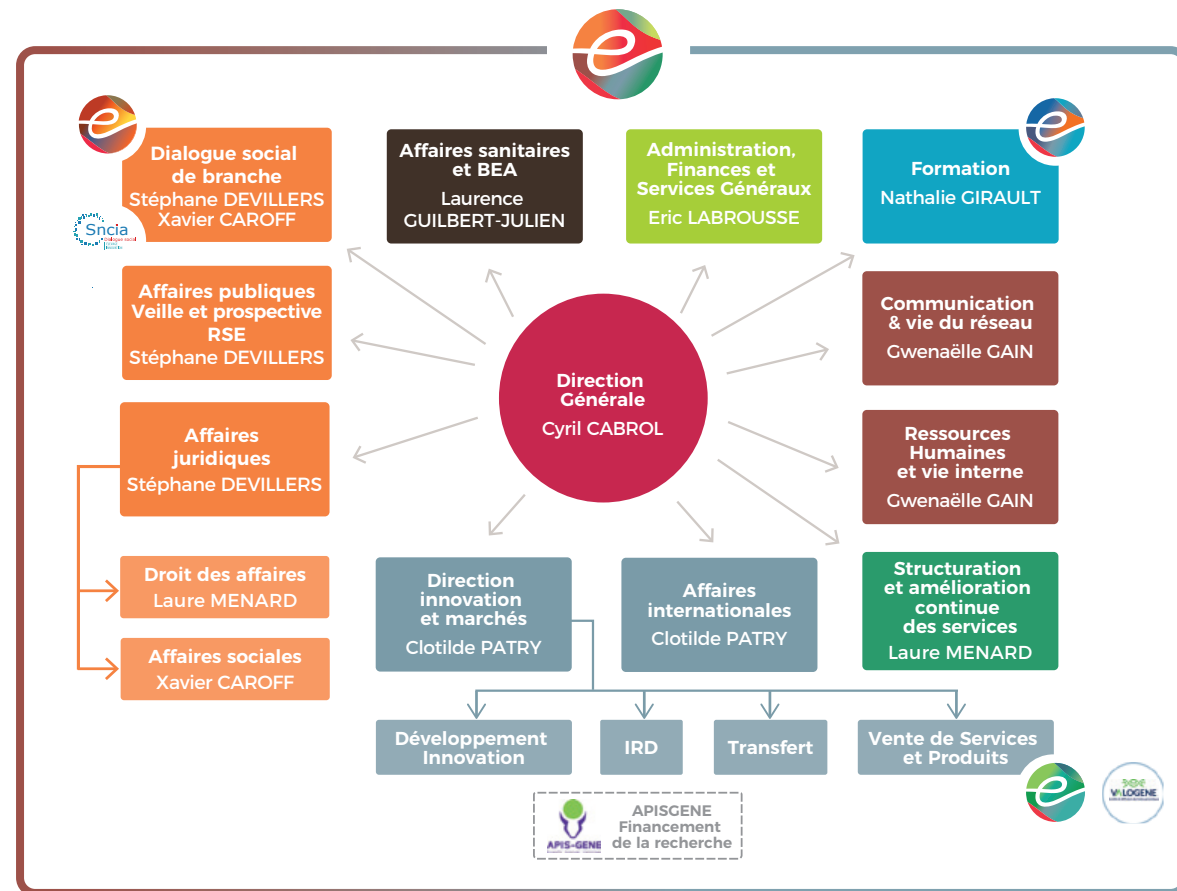 Dialogue social
de branche
Stéphane DEVILLERS
Xavier CAROFF
Sncia
Affaires sanitaires
et BEA
Laurence
GUILBERT-JULIEN
Administration,
Finances et
Services Généraux
Eric LABROUSSE
Formation
Nathalie GIRAULT
Affaires publiques
Veille et prospective
RSE
Stéphane DEVILLERS
Communication
& vie du réseau
Gwenaëlle GAIN
Direction
Générale
Cyril CABROL
Affaires
juridiques
Stéphane DEVILLERS
Ressources
Humaines
et vie interne
Gwenaëlle GAIN
Droit des affaires
Laure MENARD
Affaires sociales
Xavier CAROFF
Direction
innovation
et marchés
Clotilde PATRY
Affaires
internationales
Clotilde PATRY
Structuration
et amélioration
continue
des services
Laure MENARD
Développement
Innovation
IRD
Transfert
Vente de Services
et Produits
VALOGENE
APIS-GENE
APISGENE
Financement
de la recherche